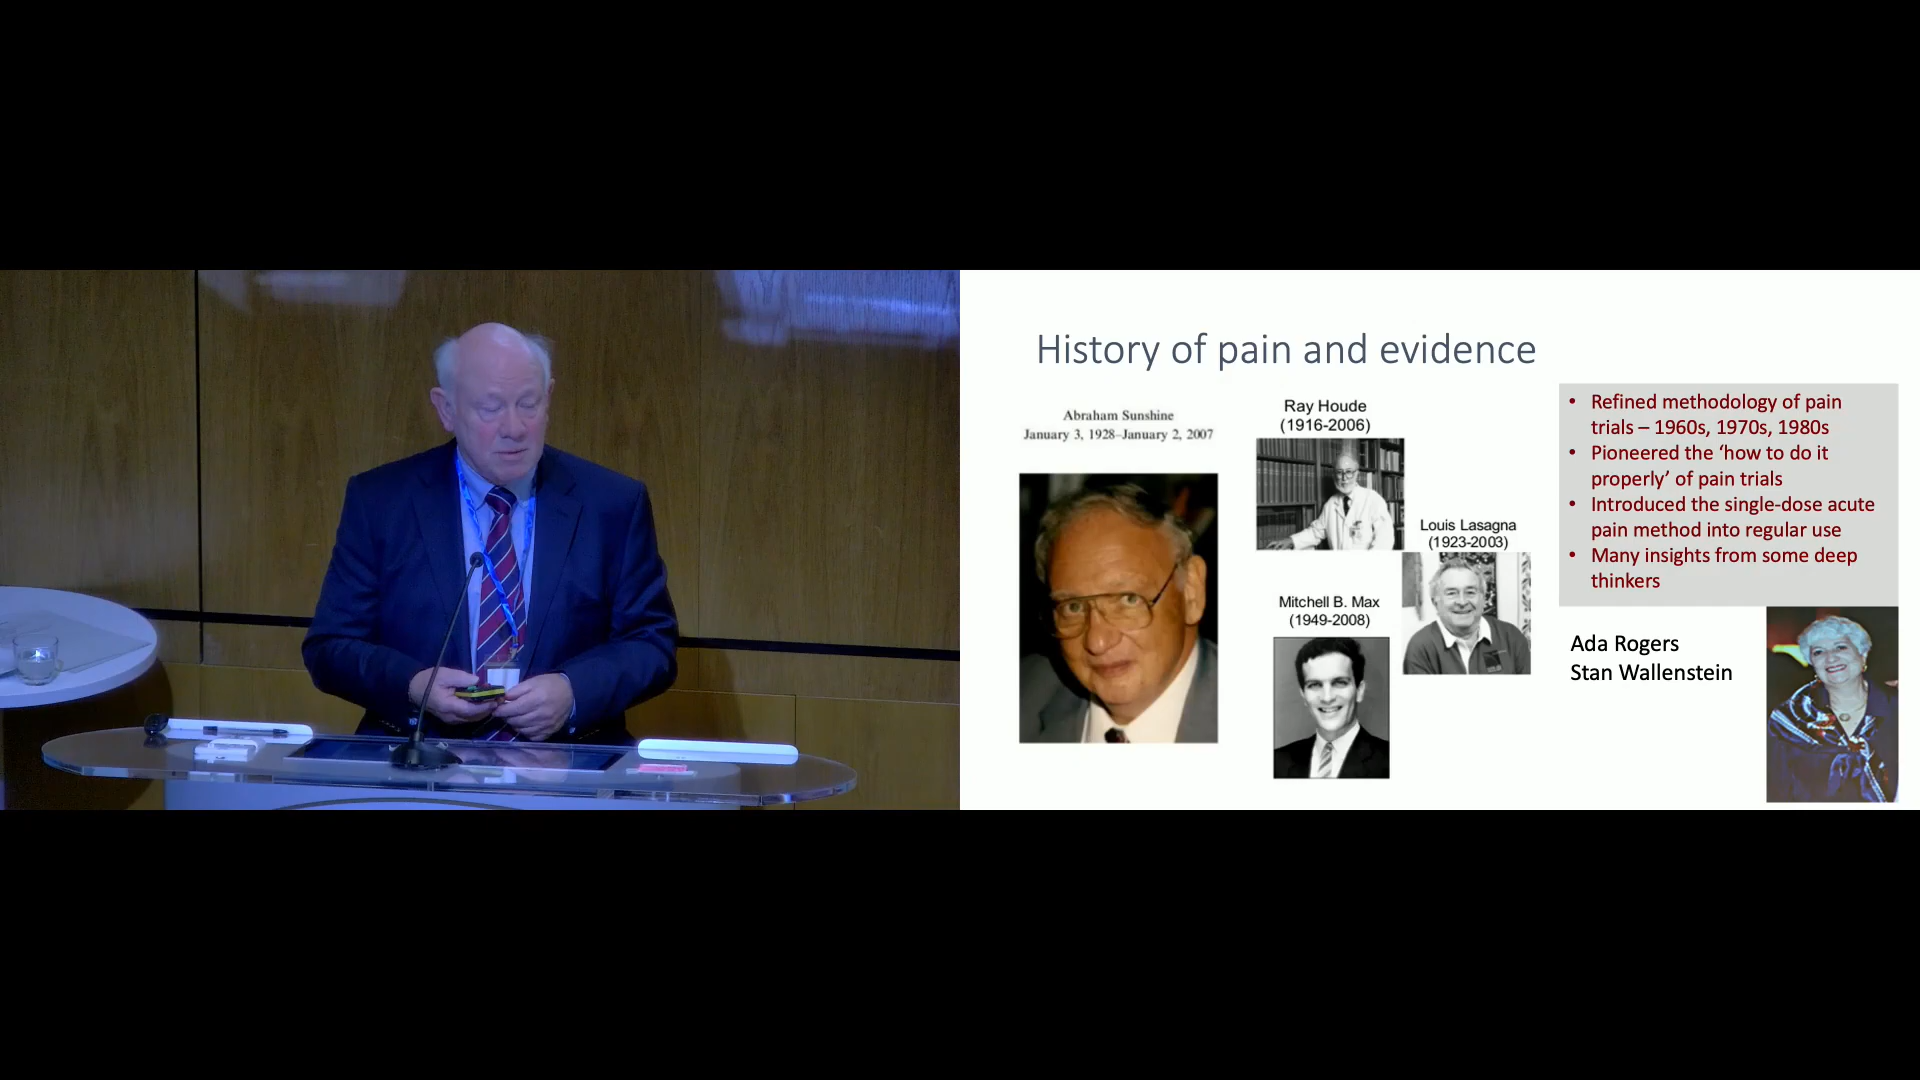 History of pain and evidence
Abraham Sunshine
January 3, 1928–January 2, 2007
Ray Houde
(1916-2006)
Louis Lasagna
(1923-2003)
Mitchell B. Max
(1949-2008)
• Refined methodology of pain
trials – 1960s, 1970s, 1980s
• Pioneered the ‘how to do it
properly’ of pain trials
• Introduced the single-dose acute
pain method into regular use
• Many insights from some deep
thinkers
Ada Rogers
Stan Wallenstein